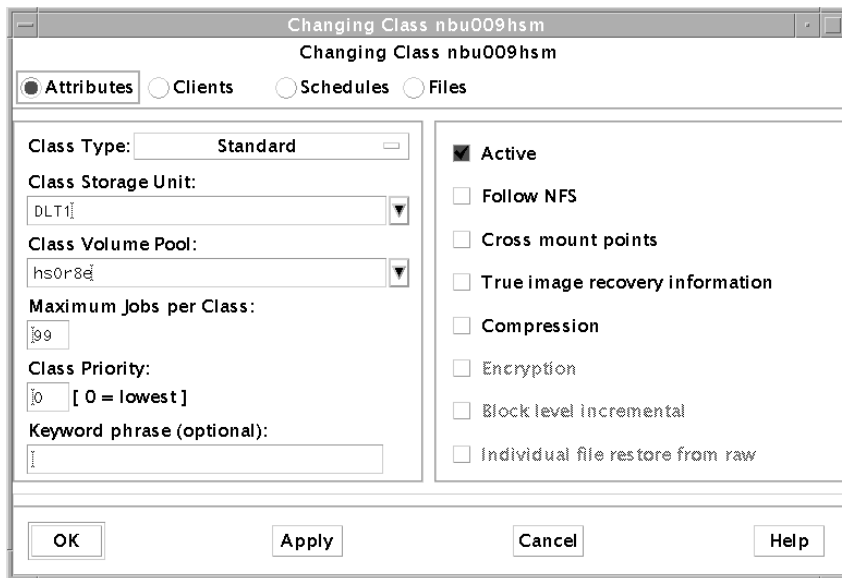 Changing Class nbu009hsm
Changing Class nbu009hsm
Attributes Clients Schedules Files
Class Type: Standard
Class Storage Unit:
DLT1
Class Volume Pool:
hs0r8e
Maximum Jobs per Class:
99
Class Priority:
0 [ 0 = lowest ]
Keyword phrase (optional):
Active
Follow NFS
Cross mount points
True image recovery information
Compression
Encryption
Block level incremental
Individual file restore from raw
OK Apply Cancel Help